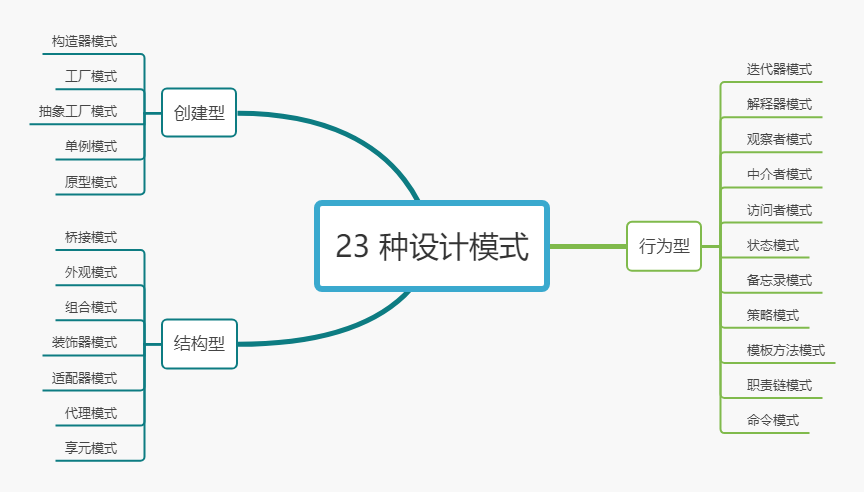 23 种设计模式
创建型
构造器模式
工厂模式
抽象工厂模式
单例模式
原型模式
结构型
桥接模式
外观模式
组合模式
装饰器模式
适配器模式
代理模式
享元模式
行为型
迭代器模式
解程器模式
观察者模式
中介者模式
访问者模式
状态模式
备忘录模式
策略模式
模板方法模式
职责链模式
命令模式